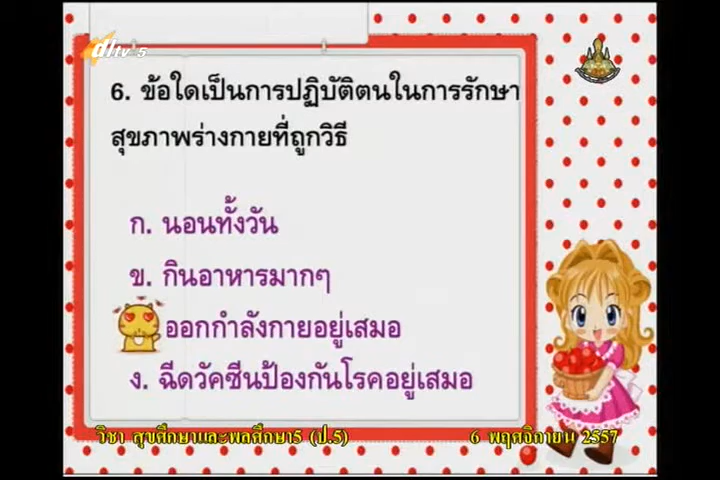 dltv 5
6. ข้อใดเป็นการปฏิบัติตนในการรักษา
สุขภาพร่างกายที่ถูกวิธี
ก. นอนทั้งวัน
ข. กินอาหารมากๆ
ออกกำลังกายอยู่เสมอ
ง. ฉีดวัคซีนป้องกันโรคอยู่เสมอ
วิชา สุขศึกษาและพลศึกษา5 (ป.5) 6 พฤศจิกายน 2557